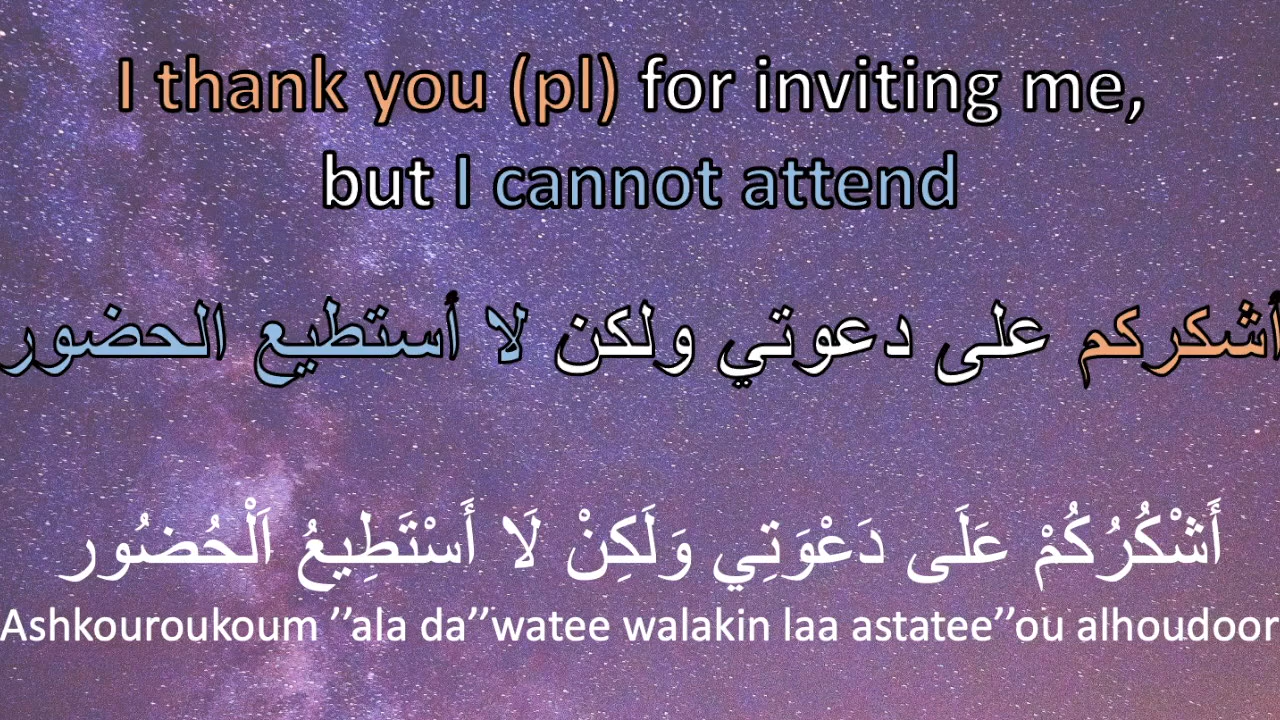 I thank you (pl) for inviting me,
but I cannot attend
أشكركم على دعوتي ولكن لا أستطيع الحضور
أَشْكُرُكُمْ عَلَى دَعْوَتِي وَلَكِنْ لَا أَسْتَطِيعُ اَلْحُضُور
Ashkouroukoum ’’ala da’’watee walakin laa astatee’’ou alhoudoor